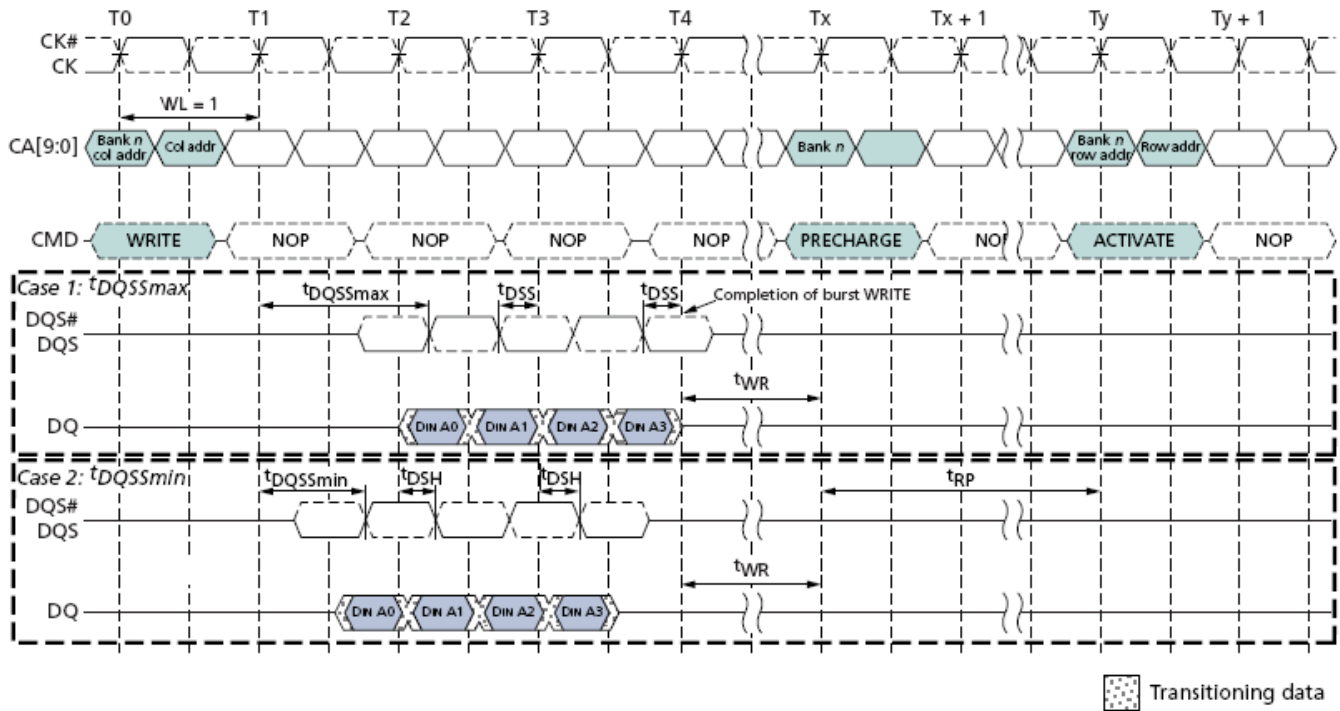 T0 T1 T2 T3 T4 Tx Tx + 1 Ty Ty + 1
CK#
CK
WL = 1
CA[9:0] Bank n col addr Col addr Bank n Bank n row addr Row addr
CMD WRITE NOP NOP NOP NOP PRECHARGE NOP ACTIVATE NOP
Case 1: tDQSSmax
tDQSSmax tDSS tDSS Completion of burst WRITE
DQS#
DQS
tWR
DQ DIN A0 DIN A1 DIN A2 DIN A3
Case 2: tDQSSmin
tDQSSmin tDSH tDSH tRP
DQS#
DQS
tWR
DQ DIN A0 DIN A1 DIN A2 DIN A3
Transitioning data